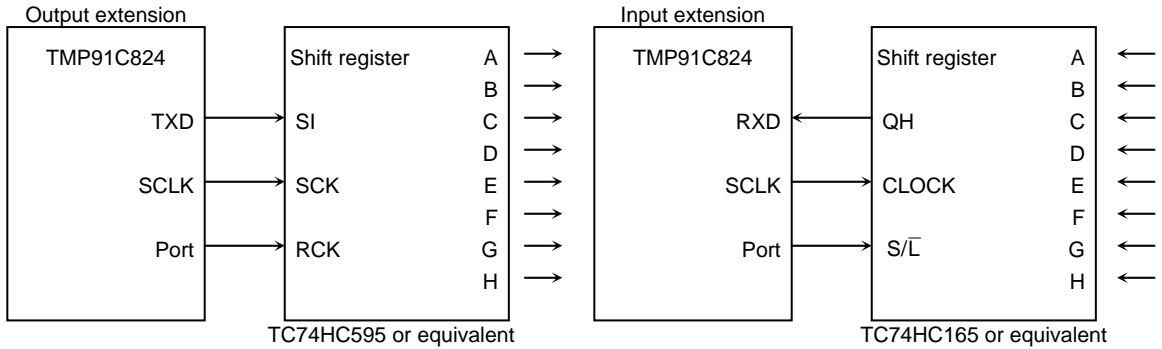 Output extension
TMP91C824
TXD
SCLK
Port
Shift register
SI
SCK
RCK
A
B
C
D
E
F
G
H
TC74HC595 or equivalent
Input extension
TMP91C824
RXD
SCLK
Port
Shift register
QH
CLOCK
S/L̅
A
B
C
D
E
F
G
H
TC74HC165 or equivalent